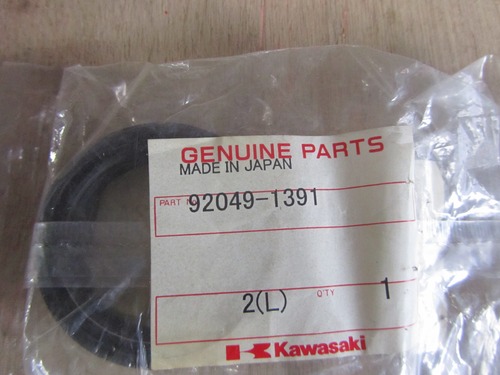 GENUINE PARTS
MADE IN JAPAN
PART NO. 92049-1391
2(L) Q'TY 1
Kawasaki